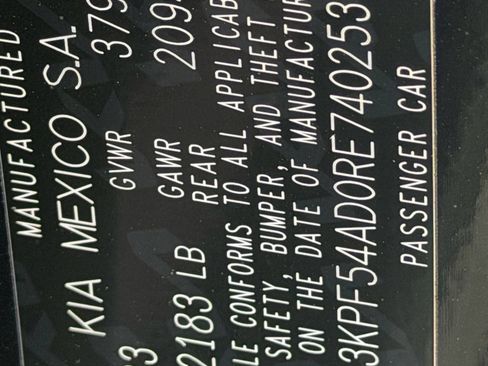 MANUFACTURED
KIA MEXICO S.A.
GVWR 379
GAWR 209
2183 LB REAR
LE CONFORMS TO ALL APPLICAB
SAFETY, BUMPER, AND THEFT
ON THE DATE OF MANUFACTUR
3KPF54AD0RE740253
PASSENGER CAR